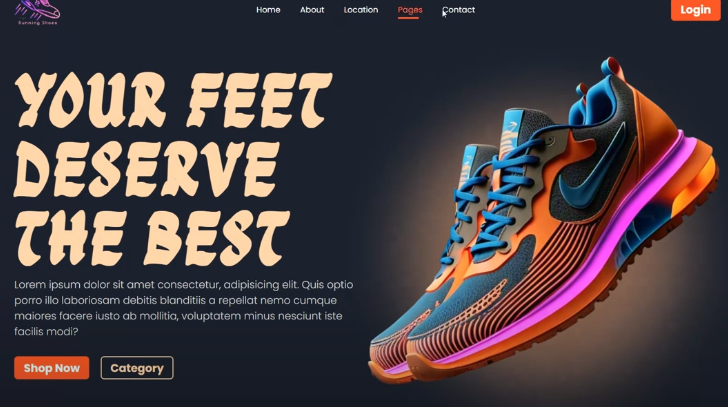 Running Shoes
Home About Location Pages Contact
Login
YOUR FEET
DESERVE
THE BEST
Lorem ipsum dolor sit amet consectetur, adipisicing elit. Quis optio
porro illo laboriosam debitis blanditiis a repellat nemo cumque
maiores facere iusto ab mollitia, voluptatem minus nesciunt iste
facilis modi?
Shop Now Category